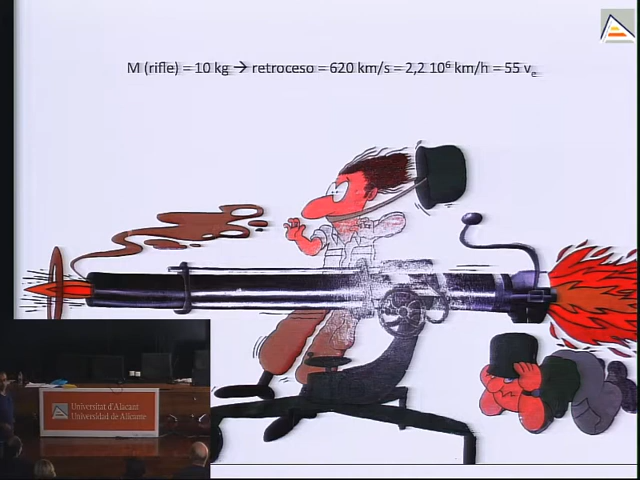 M (rifle) = 10 kg → retroceso = 620 km/s = 2,2 10⁶ km/h = 55 vₑ
Universitat d'Alacant
Universidad de Alicante